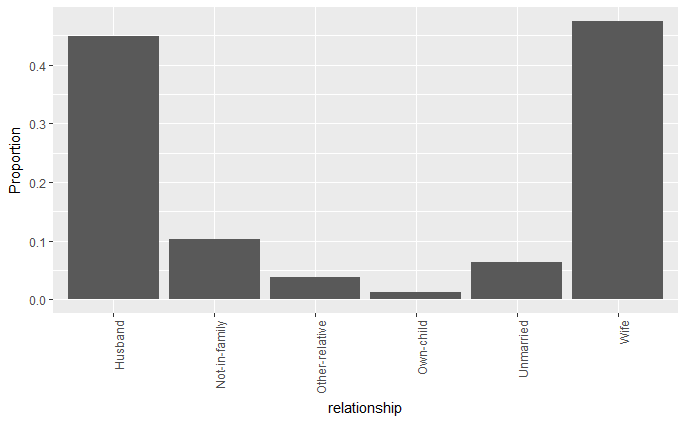 Proportion
0.4
0.3
0.2
0.1
0.0
Husband
Not-in-family
Other-relative
Own-child
Unmarried
Wife
relationship